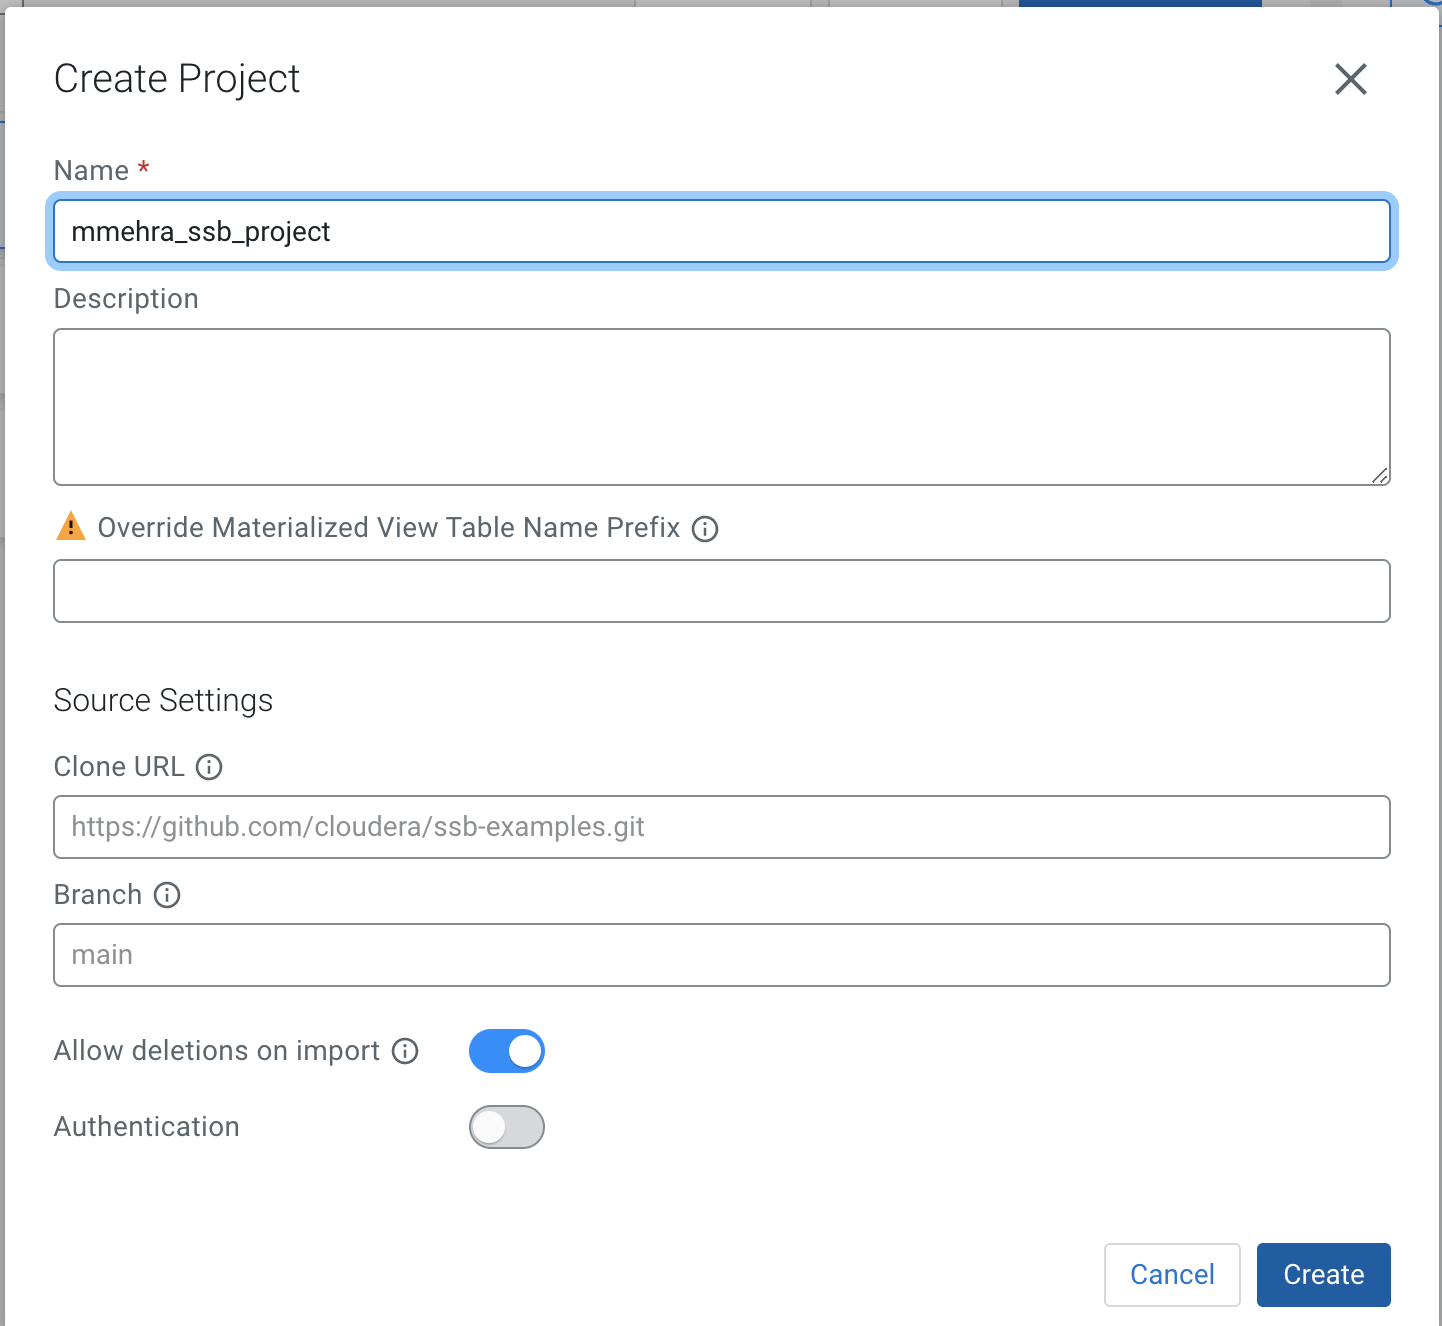 Create Project
Name *
mmehra_ssb_project
Description
Override Materialized View Table Name Prefix
Source Settings
Clone URL
https://github.com/cloudera/ssb-examples.git
Branch
main
Allow deletions on import
Authentication
Cancel
Create